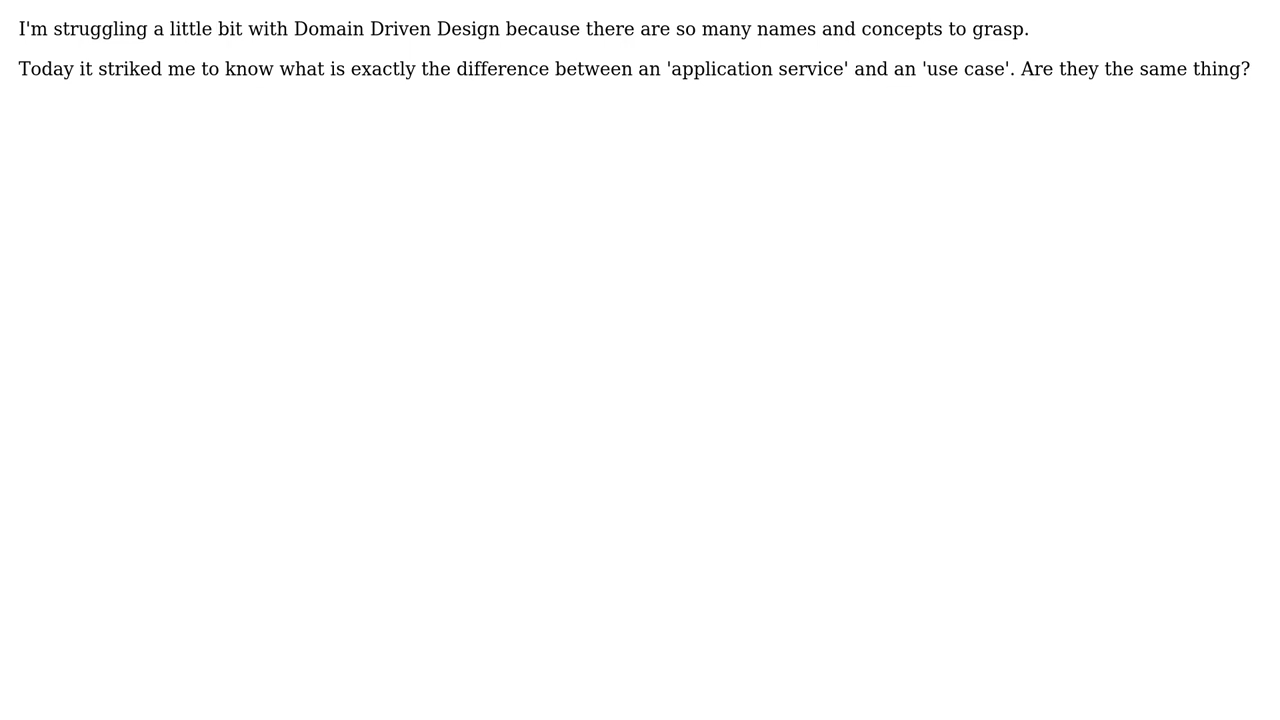 I'm struggling a little bit with Domain Driven Design because there are so many names and concepts to grasp.
Today it striked me to know what is exactly the difference between an 'application service' and an 'use case'. Are they the same thing?